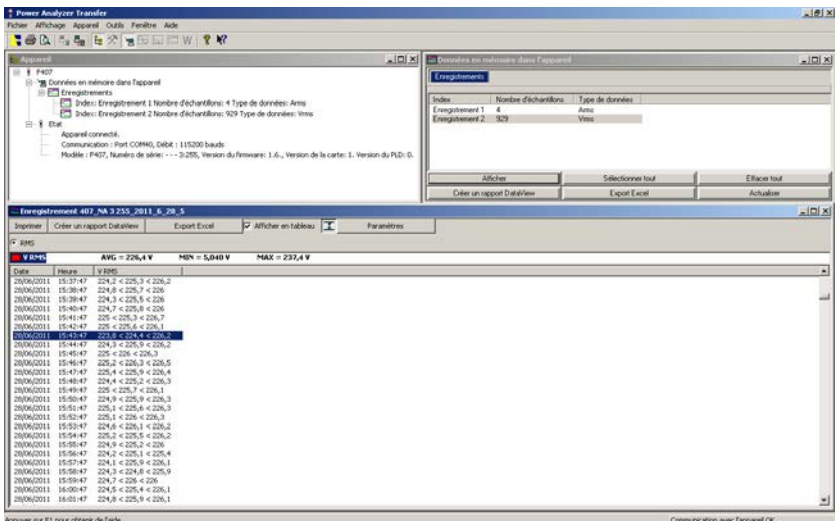 Power Analyzer Transfer
Fichier Affichage Appareil Outils Fenêtre Aide
Appareil
F407
Données en mémoire dans l'appareil
Enregistrements
Index: Enregistrement 1 Nombre d'échantillons: 4 Type de données: Arms
Index: Enregistrement 2 Nombre d'échantillons: 929 Type de données: Vrms
Etat
Appareil connecté.
Communication : Port COM40, Débit : 115200 bauds
Modèle : F407, Numéro de série: - - - 3:255, Version du firmware: 1.6., Version de la carte: 1. Version du PLD: 0.
Données en mémoire dans l'appareil
Enregistrements
Index Nombre d'échantillons Type de données
Enregistrement 1 4 Arms
Enregistrement 2 929 Vrms
Afficher Sélectionner tout Effacer tout
Créer un rapport DataView Export Excel Actualiser
Enregistrement 407_NA 3 255_2011_6_28_5
Imprimer Créer un rapport DataView Export Excel Afficher en tableau Paramètres
RMS
V RMS AVG = 226,4 V MIN = 5,040 V MAX = 237,4 V
Date Heure V RMS
28/06/2011 15:37:47 224,2 < 225,3 < 226,2
28/06/2011 15:38:47 224,8 < 225,7 < 226
28/06/2011 15:39:47 224,3 < 225,5 < 226
28/06/2011 15:40:47 224,7 < 225,8 < 226
28/06/2011 15:41:47 225 < 225,3 < 226,7
28/06/2011 15:42:47 225 < 225,6 < 226,1
28/06/2011 15:43:47 223,8 < 224,4 < 226,2
28/06/2011 15:44:47 224,3 < 225,9 < 226,2
28/06/2011 15:45:47 225 < 226 < 226,3
28/06/2011 15:46:47 225,2 < 226,3 < 226,5
28/06/2011 15:47:47 225,4 < 225,9 < 226,4
28/06/2011 15:48:47 224,4 < 225,2 < 226,3
28/06/2011 15:49:47 225 < 225,7 < 226,1
28/06/2011 15:50:47 224,9 < 225,9 < 226,3
28/06/2011 15:51:47 225,1 < 225,6 < 226,3
28/06/2011 15:52:47 225,1 < 226 < 226,3
28/06/2011 15:53:47 224,6 < 226,1 < 226,2
28/06/2011 15:54:47 225,2 < 225,5 < 226,2
28/06/2011 15:55:47 224,9 < 225,2 < 226
28/06/2011 15:56:47 224,2 < 225,1 < 225,4
28/06/2011 15:57:47 224,1 < 225,9 < 226,1
28/06/2011 15:58:47 224,3 < 224,8 < 225,9
28/06/2011 15:59:47 224,7 < 226 < 226
28/06/2011 16:00:47 224,5 < 225,4 < 226,1
28/06/2011 16:01:47 224,8 < 225,9 < 226,1
Appuyez sur F1 pour obtenir de l'aide. Communication avec l'appareil OK